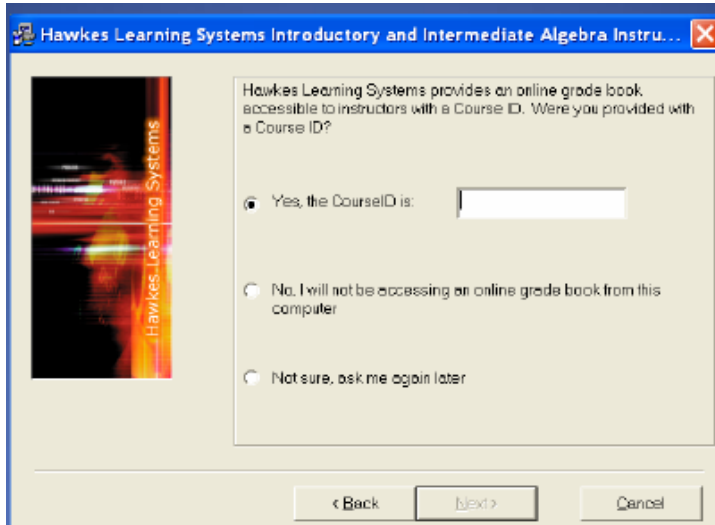 Hawkes Learning Systems Introductory and Intermediate Algebra Instru...
Hawkes Learning Systems
Hawkes Learning Systems provides an online grade book
accessible to instructors with a Course ID. Were you provided with
a Course ID?
Yes, the CourseID is:
No, I will not be accessing an online grade book from this
computer
Not sure, ask me again later
< Back Next > Cancel